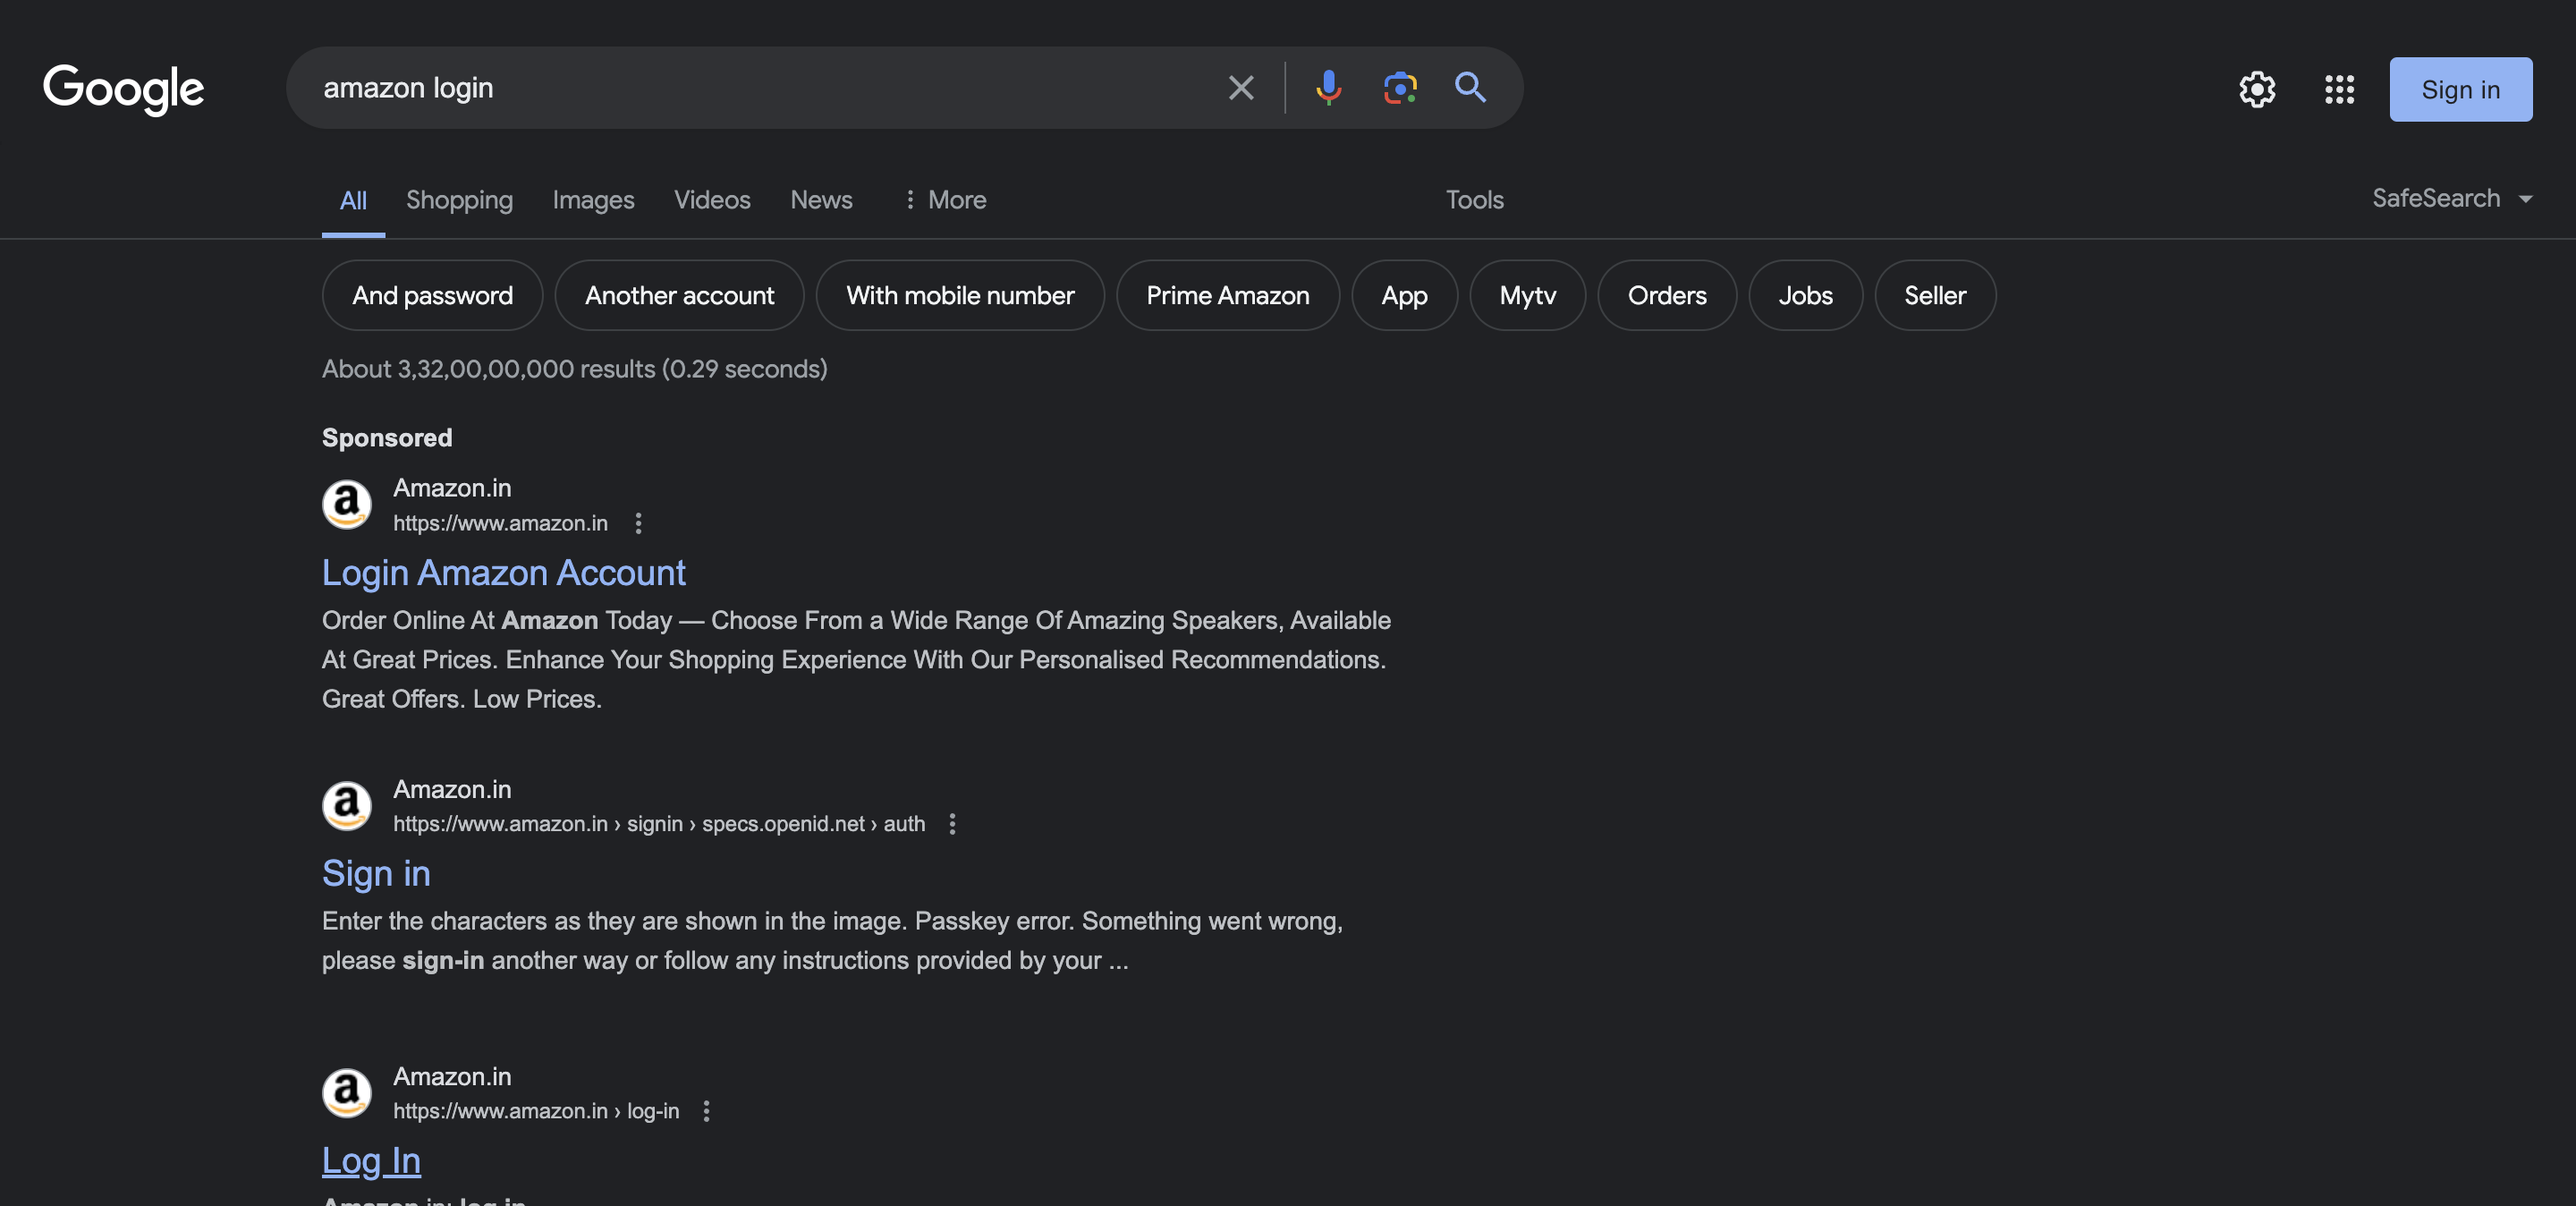 Google
amazon login
Sign in
All Shopping Images Videos News More Tools SafeSearch
And password Another account With mobile number Prime Amazon App Mytv Orders Jobs Seller
About 3,32,00,00,000 results (0.29 seconds)
Sponsored
Amazon.in
https://www.amazon.in
Login Amazon Account
Order Online At Amazon Today — Choose From a Wide Range Of Amazing Speakers, Available
At Great Prices. Enhance Your Shopping Experience With Our Personalised Recommendations.
Great Offers. Low Prices.
Amazon.in
https://www.amazon.in › signin › specs.openid.net › auth
Sign in
Enter the characters as they are shown in the image. Passkey error. Something went wrong,
please sign-in another way or follow any instructions provided by your ...
Amazon.in
https://www.amazon.in › log-in
Log In
Amazon.in: log in